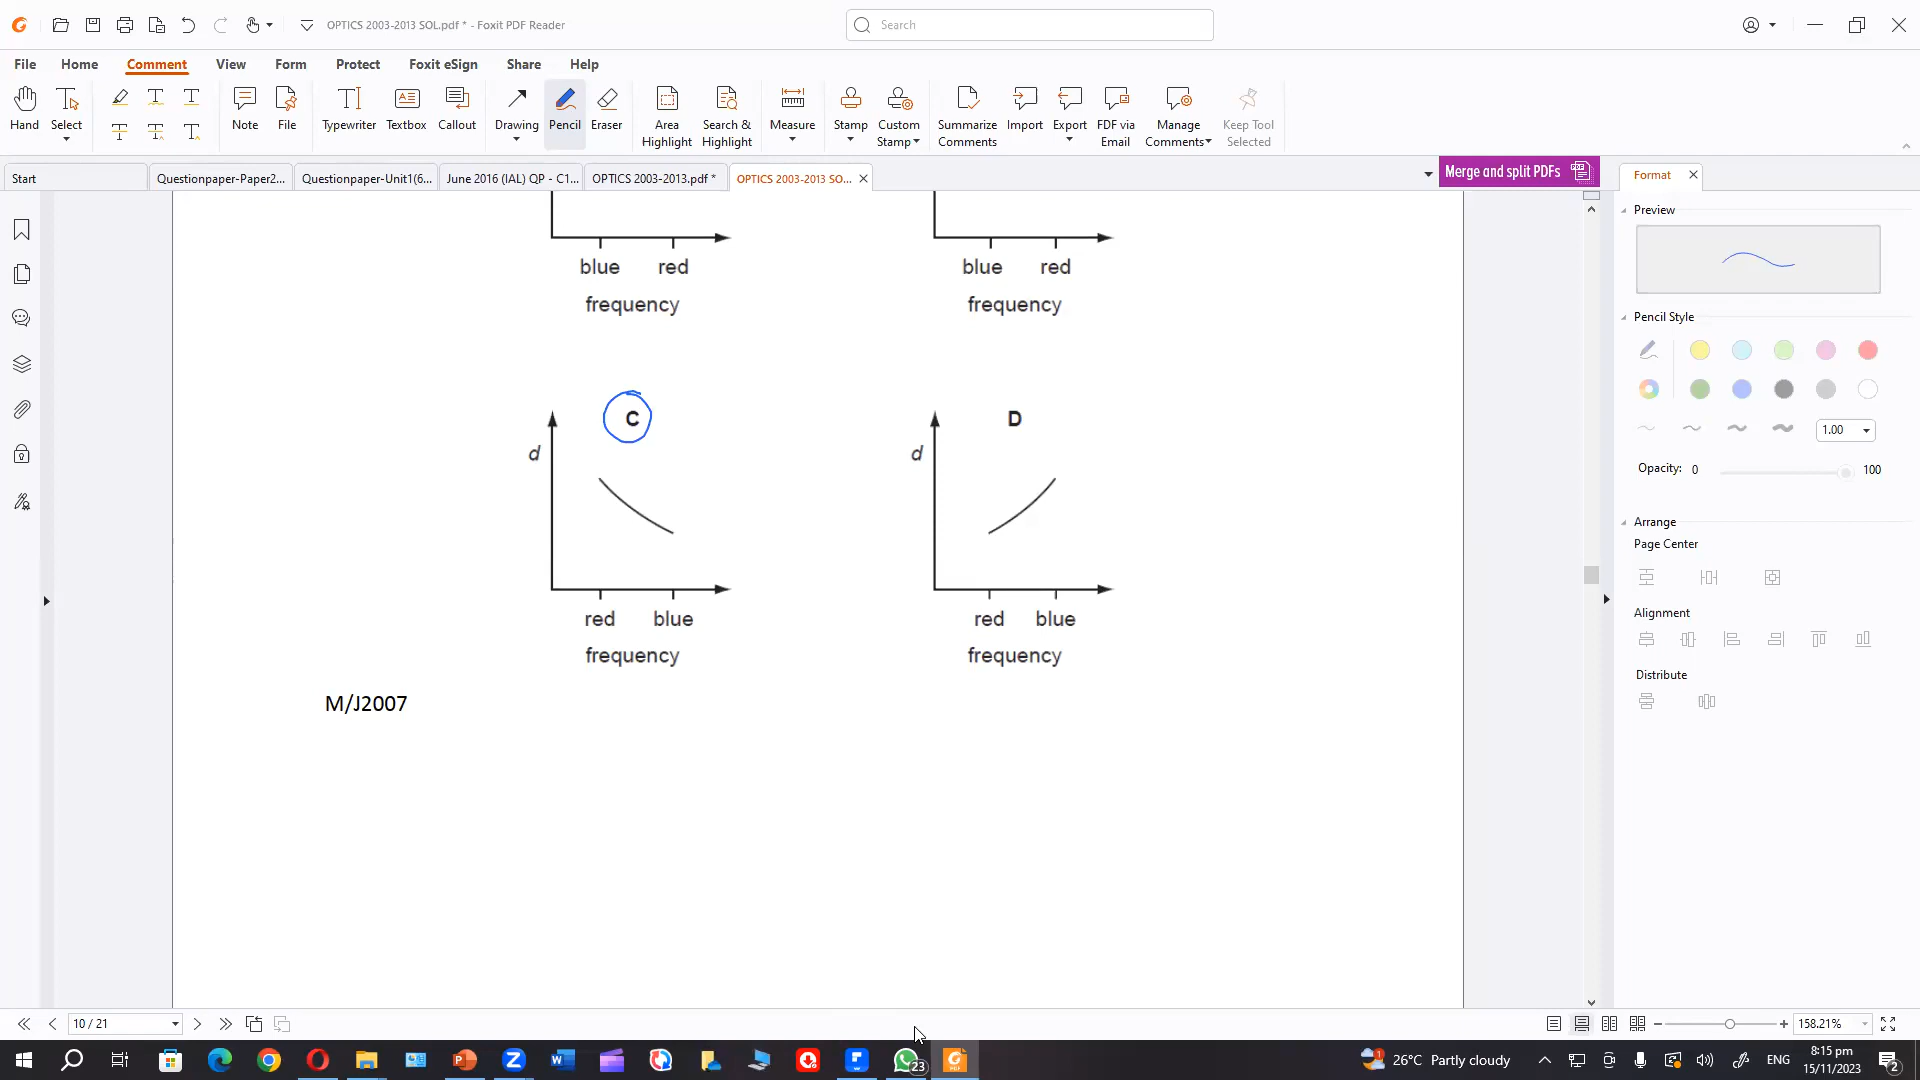 OPTICS 2003-2013 SOL.pdf * - Foxit PDF Reader
Search
File Home Comment View Form Protect Foxit eSign Share Help
Hand Select Note File Typewriter Textbox Callout Drawing Pencil Eraser Area Highlight Search & Highlight Measure Stamp Custom Stamp Summarize Comments Import Export FDF via Email Manage Comments Keep Tool Selected
Start Questionpaper-Paper2... Questionpaper-Unit1(6... June 2016 (IAL) QP - C1... OPTICS 2003-2013.pdf * OPTICS 2003-2013 SO... Merge and split PDFs Format
Preview
Pencil Style
1.00
Opacity: 0 100
Arrange
Page Center
Alignment
Distribute
blue red blue red
frequency frequency
C D
d d
red blue red blue
frequency frequency
M/J2007
10 / 21
158.21%
23
26°C Partly cloudy
ENG
8:15 pm
15/11/2023
2